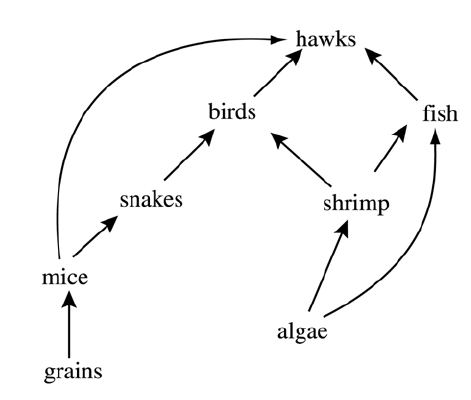 hawks
birds
fish
snakes
shrimp
mice
algae
grains